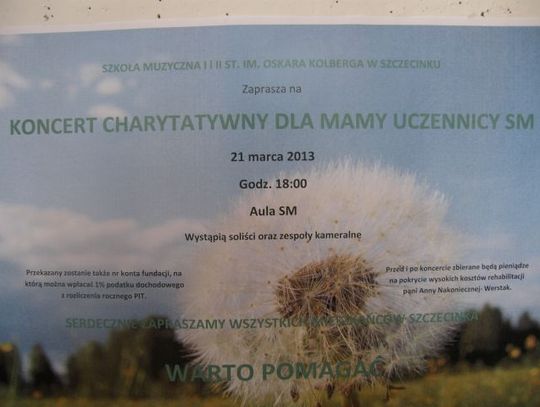 SZKOŁA MUZYCZNA I I II ST. IM. OSKARA KOLBERGA W SZCZECINKU
Zaprasza na
KONCERT CHARYTATYWNY DLA MAMY UCZENNICY SM
21 marca 2013
Godz. 18:00
Aula SM
Wystąpią soliści oraz zespoły kameralne
Przekazany zostanie także nr konta fundacji, na
którą można wpłacać 1% podatku dochodowego
z rozliczenia rocznego PIT.
Przed i po koncercie zbierane będą pieniądze
na pokrycie wysokich kosztów rehabilitacji
pani Anny Nakoniecznej- Werstak.
SERDECZNIE ZAPRASZAMY WSZYSTKICH MIESZKAŃCÓW SZCZECINKA
WARTO POMAGAĆ